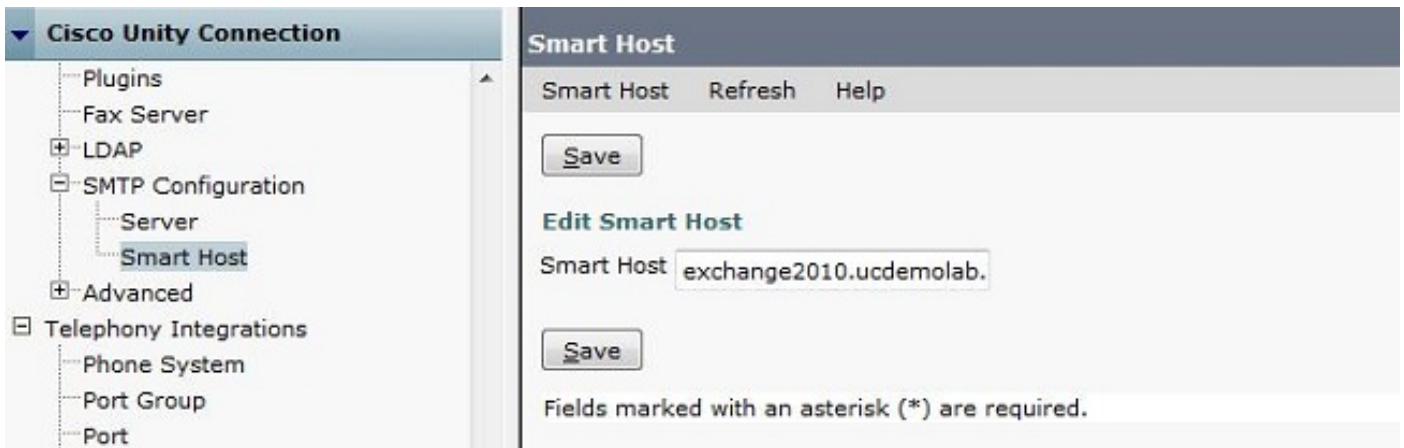 Cisco Unity Connection
Plugins
Fax Server
LDAP
SMTP Configuration
Server
Smart Host
Advanced
Telephony Integrations
Phone System
Port Group
Port
Smart Host
Smart Host Refresh Help
Save
Edit Smart Host
Smart Host exchange2010.ucdemolab.
Save
Fields marked with an asterisk (*) are required.